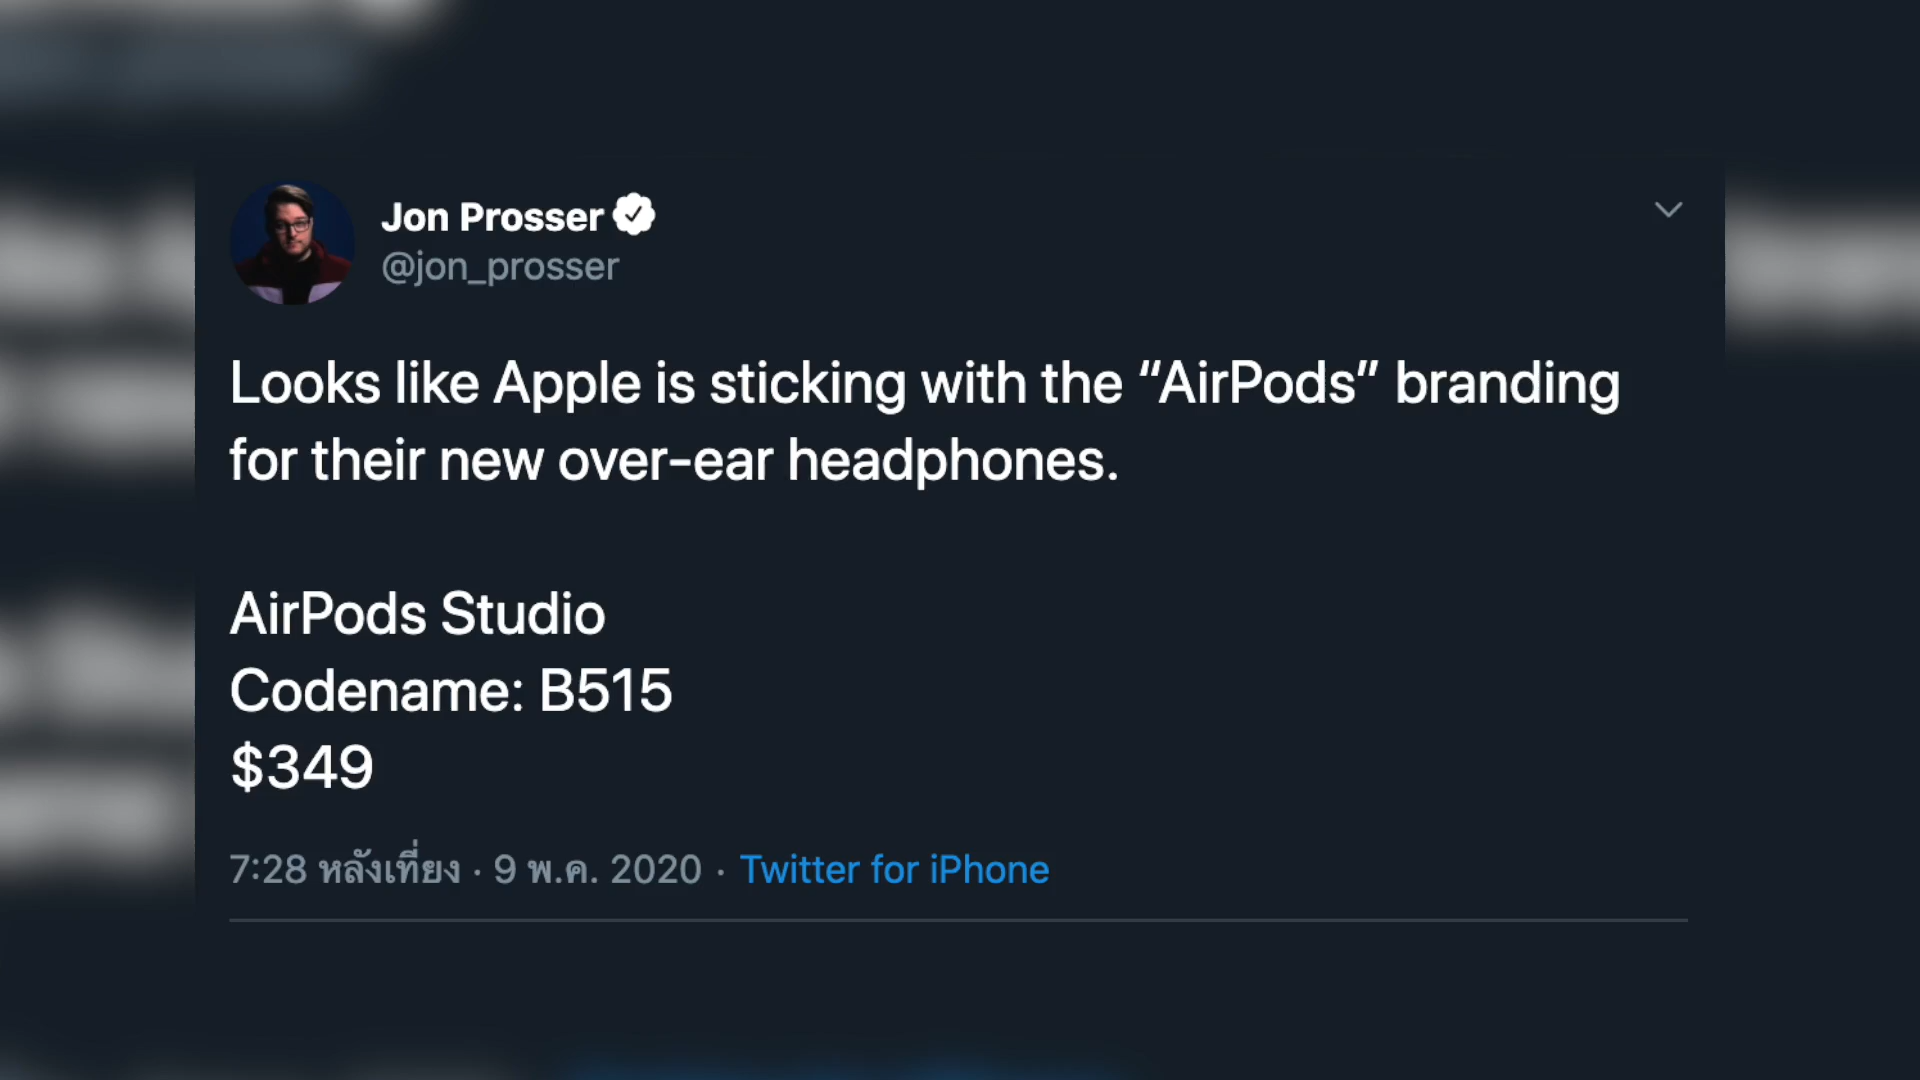 Jon Prosser
@jon_prosser
Looks like Apple is sticking with the “AirPods” branding
for their new over-ear headphones.
AirPods Studio
Codename: B515
$349
7:28 หลังเที่ยง · 9 พ.ค. 2020 · Twitter for iPhone